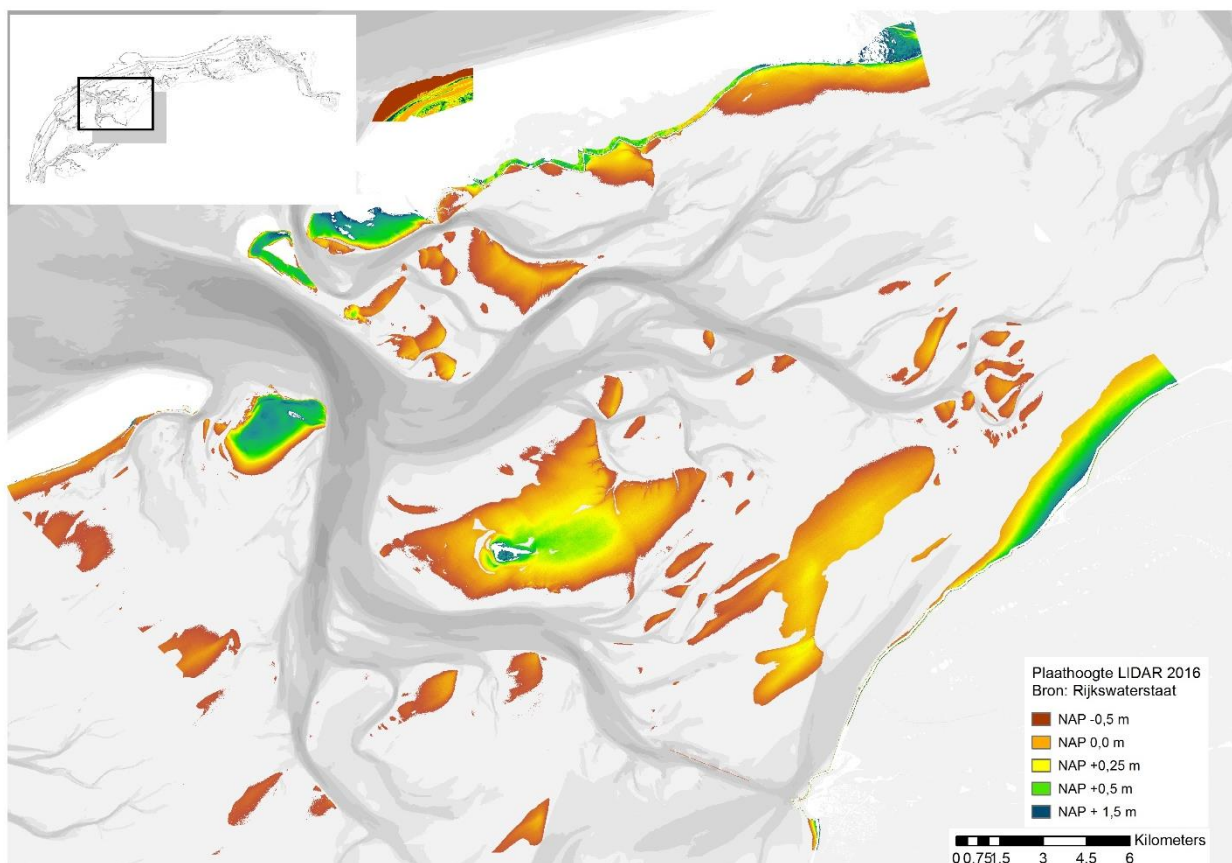 Plaathoogte LIDAR 2016
Bron: Rijkswaterstaat
NAP -0,5 m
NAP 0,0 m
NAP +0,25 m
NAP +0,5 m
NAP + 1,5 m
Kilometers
0 0.75 1.5 3 4.5 6